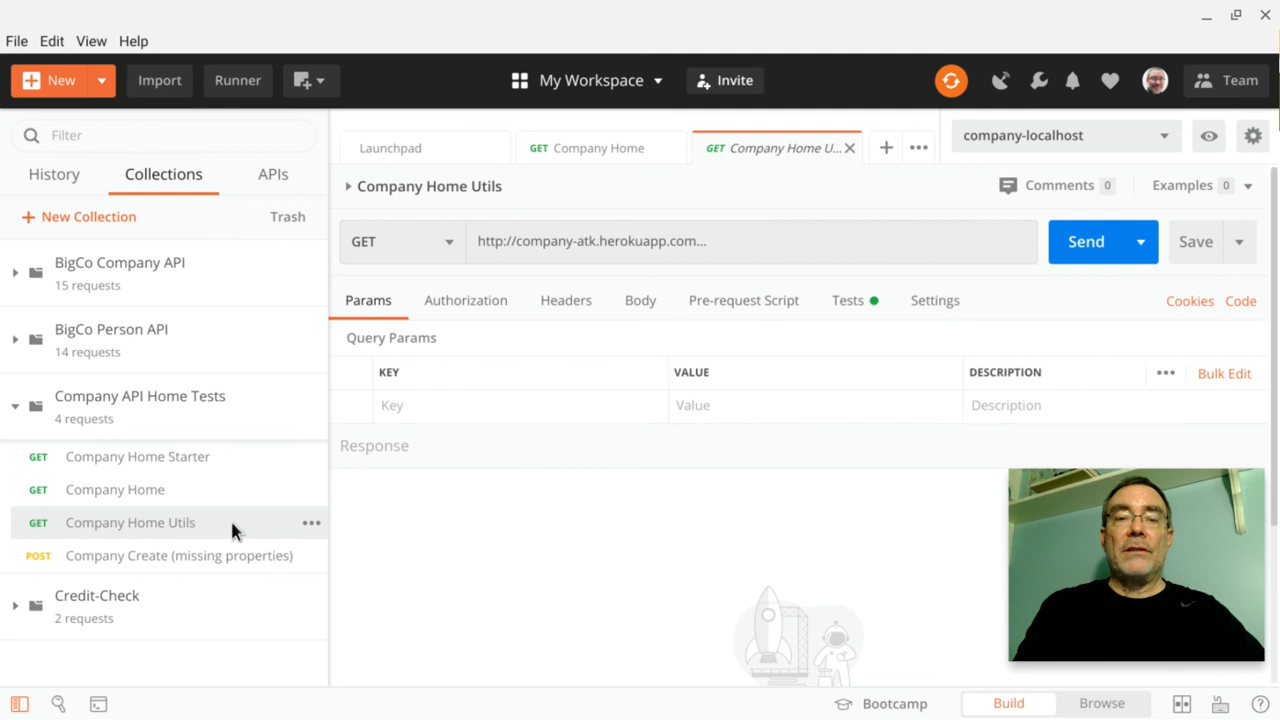 File Edit View Help
New Import Runner My Workspace Invite Team
Filter
History Collections APIs
+ New Collection Trash
BigCo Company API
15 requests
BigCo Person API
14 requests
Company API Home Tests
4 requests
GET Company Home Starter
GET Company Home
GET Company Home Utils •••
POST Company Create (missing properties)
Credit-Check
2 requests
Launchpad GET Company Home GET Company Home U... + ••• company-localhost
Company Home Utils Comments 0 Examples 0
GET http://company-atk.herokuapp.com... Send Save
Params Authorization Headers Body Pre-request Script Tests Settings Cookies Code
Query Params
KEY VALUE DESCRIPTION ••• Bulk Edit
Key Value Description
Response
Bootcamp Build Browse